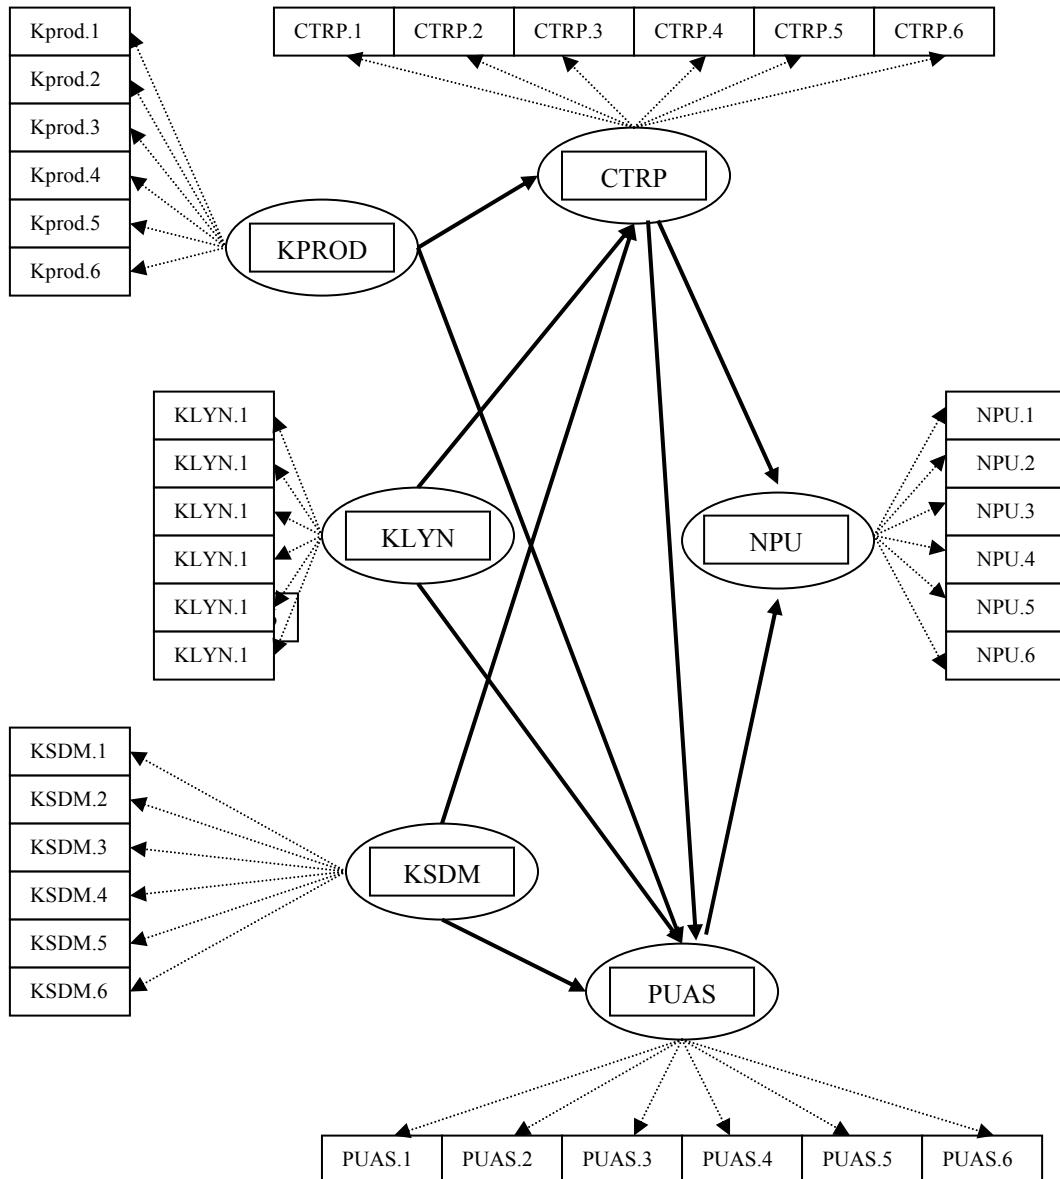 Kprod.1
Kprod.2
Kprod.3
Kprod.4
Kprod.5
Kprod.6
CTRP.1 CTRP.2 CTRP.3 CTRP.4 CTRP.5 CTRP.6
CTRP
KPROD
KLYN.1
KLYN.1
KLYN.1
KLYN.1
KLYN.1
KLYN.1
KLYN
NPU
NPU.1
NPU.2
NPU.3
NPU.4
NPU.5
NPU.6
KSDM.1
KSDM.2
KSDM.3
KSDM.4
KSDM.5
KSDM.6
KSDM
PUAS
PUAS.1 PUAS.2 PUAS.3 PUAS.4 PUAS.5 PUAS.6